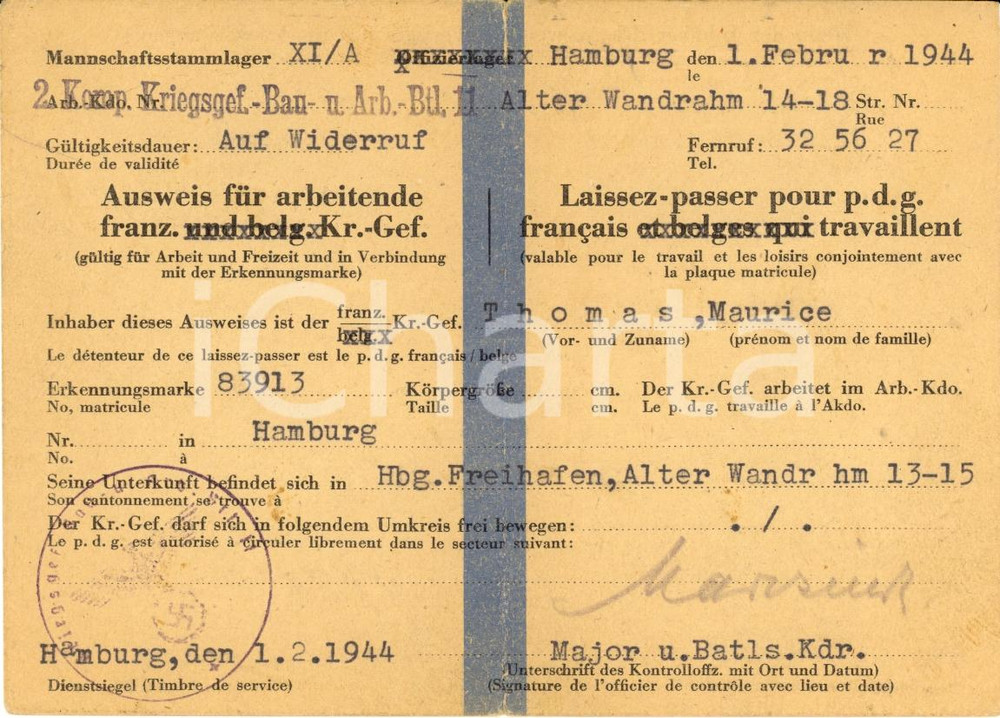 Mannschaftsstammlager XI/A Hamburg den 1.Febru r 1944
le
2. Komp. Kriegsgef.-Bau- u. Arb.-Btl. 11
Arb.-Kdo. Nr. Alter Wandrahm 14-18 Str. Nr.
Rue
Gültigkeitsdauer: Auf Widerruf Fernruf: 32 56 27
Durée de validité Tel.
Ausweis für arbeitende
franz. und belg. Kr.-Gef.
(gültig für Arbeit und Freizeit und in Verbindung
mit der Erkennungsmarke)
Laissez-passer pour p.d.g.
français et belges qui travaillent
(valable pour le travail et les loisirs conjointement avec
la plaque matricule)
iCharta
Inhaber dieses Ausweises ist der franz. belg. Kr.-Gef. Thomas,Maurice
(Vor- und Zuname) (prénom et nom de famille)
Le détenteur de ce laissez-passer est le p.d.g. français / belge
Erkennungsmarke 83913 Körpergröße cm. Der Kr.-Gef. arbeitet im Arb.-Kdo.
No, matricule Taille cm. Le p. d. g. travaille à l'Akdo.
Nr. in Hamburg
No. à
Seine Unterkunft befindet sich in Hbg.Freihafen,Alter Wandr hm 13-15
Son cantonnement se trouve à
Der Kr.-Gef. darf sich in folgendem Umkreis frei bewegen: ./.
Le p. d. g. est autorisé à circuler librement dans le secteur suivant:
Hamburg,den 1.2.1944 Major u.Batls.Kdr.
Dienstsiegel (Timbre de service)
(Unterschrift des Kontrolloffz. mit Ort und Datum)
(Signature de l'officier de contrôle avec lieu et date)